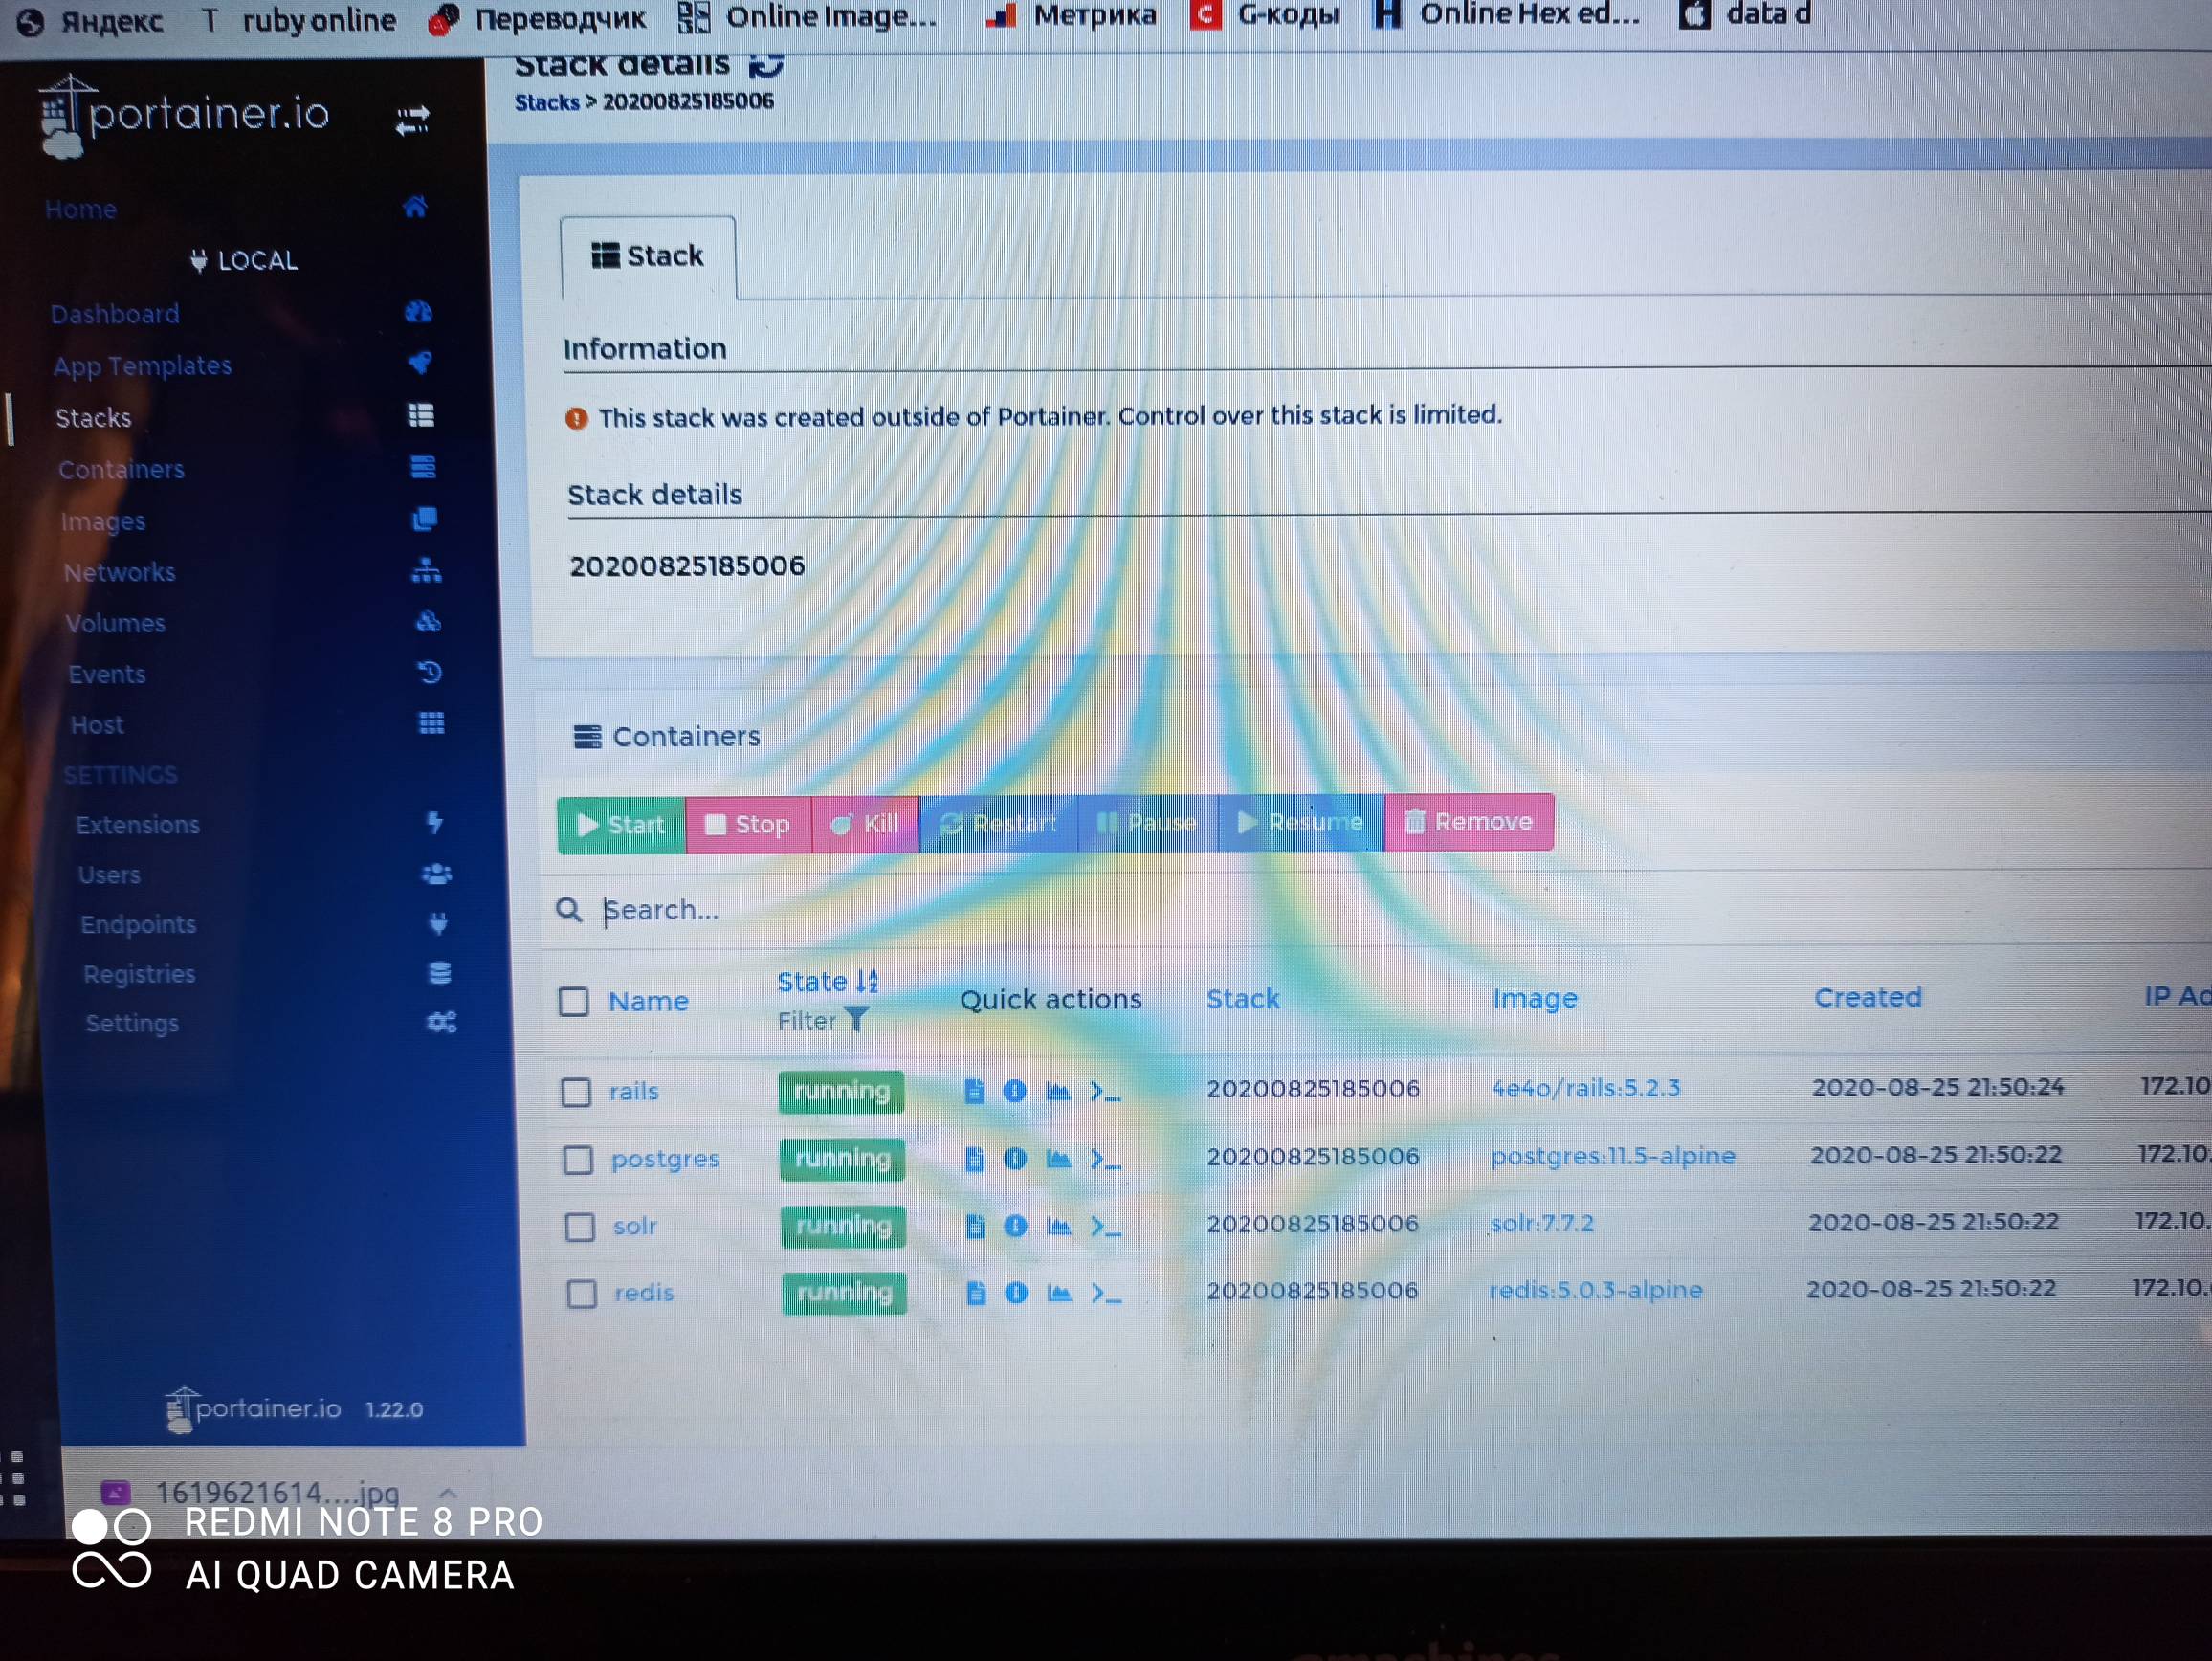 Яндекс T ruby online Переводчик Online Image... Метрика G-коды Online Hex ed... data d
Stack details
Stacks > 20200825185006
portainer.io
Home
LOCAL
Dashboard
App Templates
Stacks
Containers
Images
Networks
Volumes
Events
Host
SETTINGS
Extensions
Users
Endpoints
Registries
Settings
portainer.io 1.22.0
Stack
Information
This stack was created outside of Portainer. Control over this stack is limited.
Stack details
20200825185006
Containers
Start Stop Kill Restart Pause Resume Remove
Search...
Name State Filter Quick actions Stack Image Created IP Ad
rails running 20200825185006 4e4o/rails:5.2.3 2020-08-25 21:50:24 172.10
postgres running 20200825185006 postgres:11.5-alpine 2020-08-25 21:50:22 172.10.
solr running 20200825185006 solr:7.7.2 2020-08-25 21:50:22 172.10.
redis running 20200825185006 redis:5.0.3-alpine 2020-08-25 21:50:22 172.10.
1619621614....jpg
REDMI NOTE 8 PRO
AI QUAD CAMERA